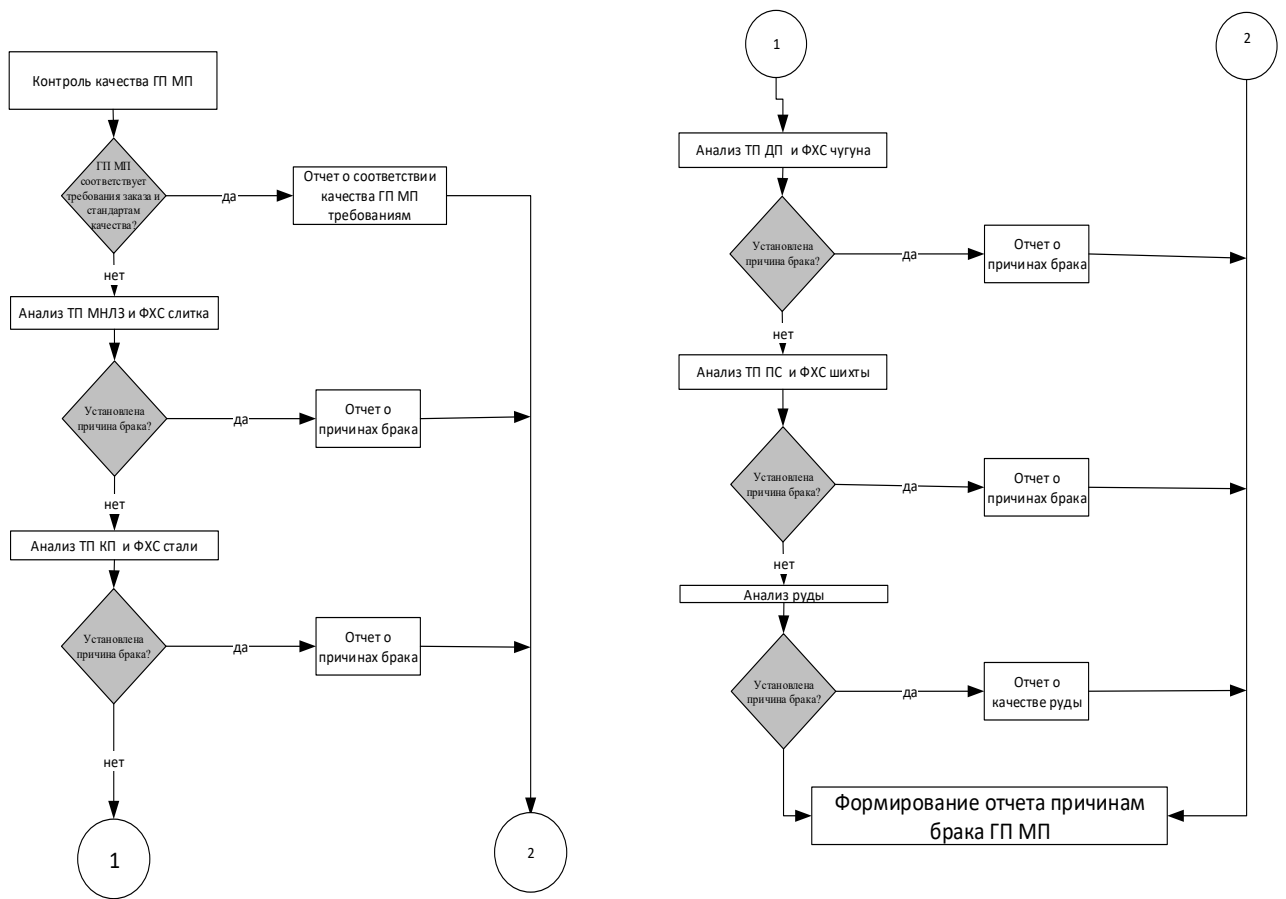 Контроль качества ГП МП
ГП МП
соответствует
требования заказа и
стандартам
качества?
да
Отчет о соответствии
качества ГП МП
требованиям
нет
Анализ ТП МНЛЗ и ФХС слитка
Установлена
причина брака?
да
Отчет о
причинах брака
нет
Анализ ТП КП и ФХС стали
Установлена
причина брака?
да
Отчет о
причинах брака
нет
1
2
1
2
Анализ ТП ДП и ФХС чугуна
Установлена
причина брака?
да
Отчет о
причинах брака
нет
Анализ ТП ПС и ФХС шихты
Установлена
причина брака?
да
Отчет о
причинах брака
нет
Анализ руды
Установлена
причина брака?
да
Отчет о
качестве руды
Формирование отчета причинам
брака ГП МП